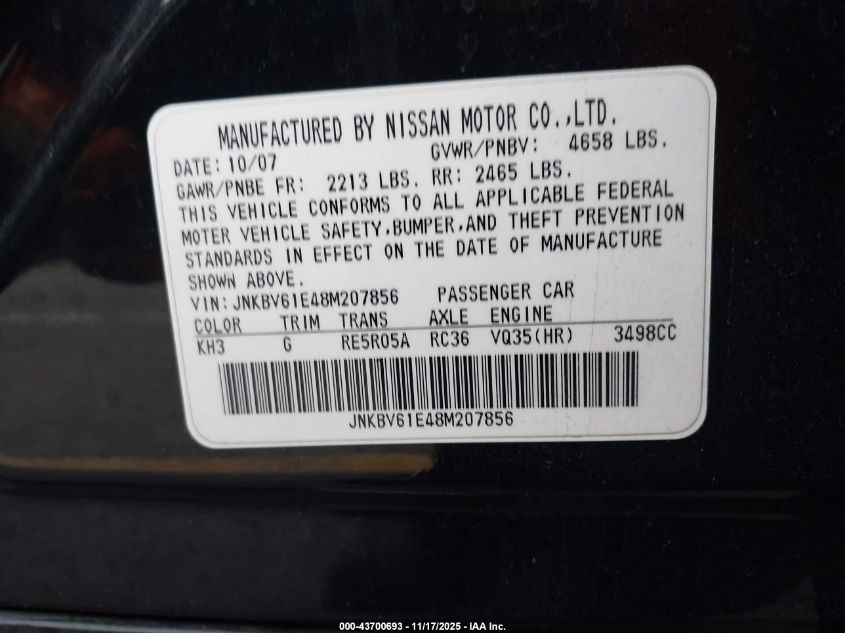 MANUFACTURED BY NISSAN MOTOR CO.,LTD.
DATE: 10/07 GVWR/PNBV: 4658 LBS.
GAWR/PNBE FR: 2213 LBS. RR: 2465 LBS.
THIS VEHICLE CONFORMS TO ALL APPLICABLE FEDERAL
MOTER VEHICLE SAFETY.BUMPER.AND THEFT PREVENTION
STANDARDS IN EFFECT ON THE DATE OF MANUFACTURE
SHOWN ABOVE.
VIN: JNKBV61E48M207856 PASSENGER CAR
COLOR TRIM TRANS AXLE ENGINE
KH3 G RE5R05A RC36 VQ35(HR) 3498CC
JNKBV61E48M207856
000-43700693 - 11/17/2025 - IAA Inc.